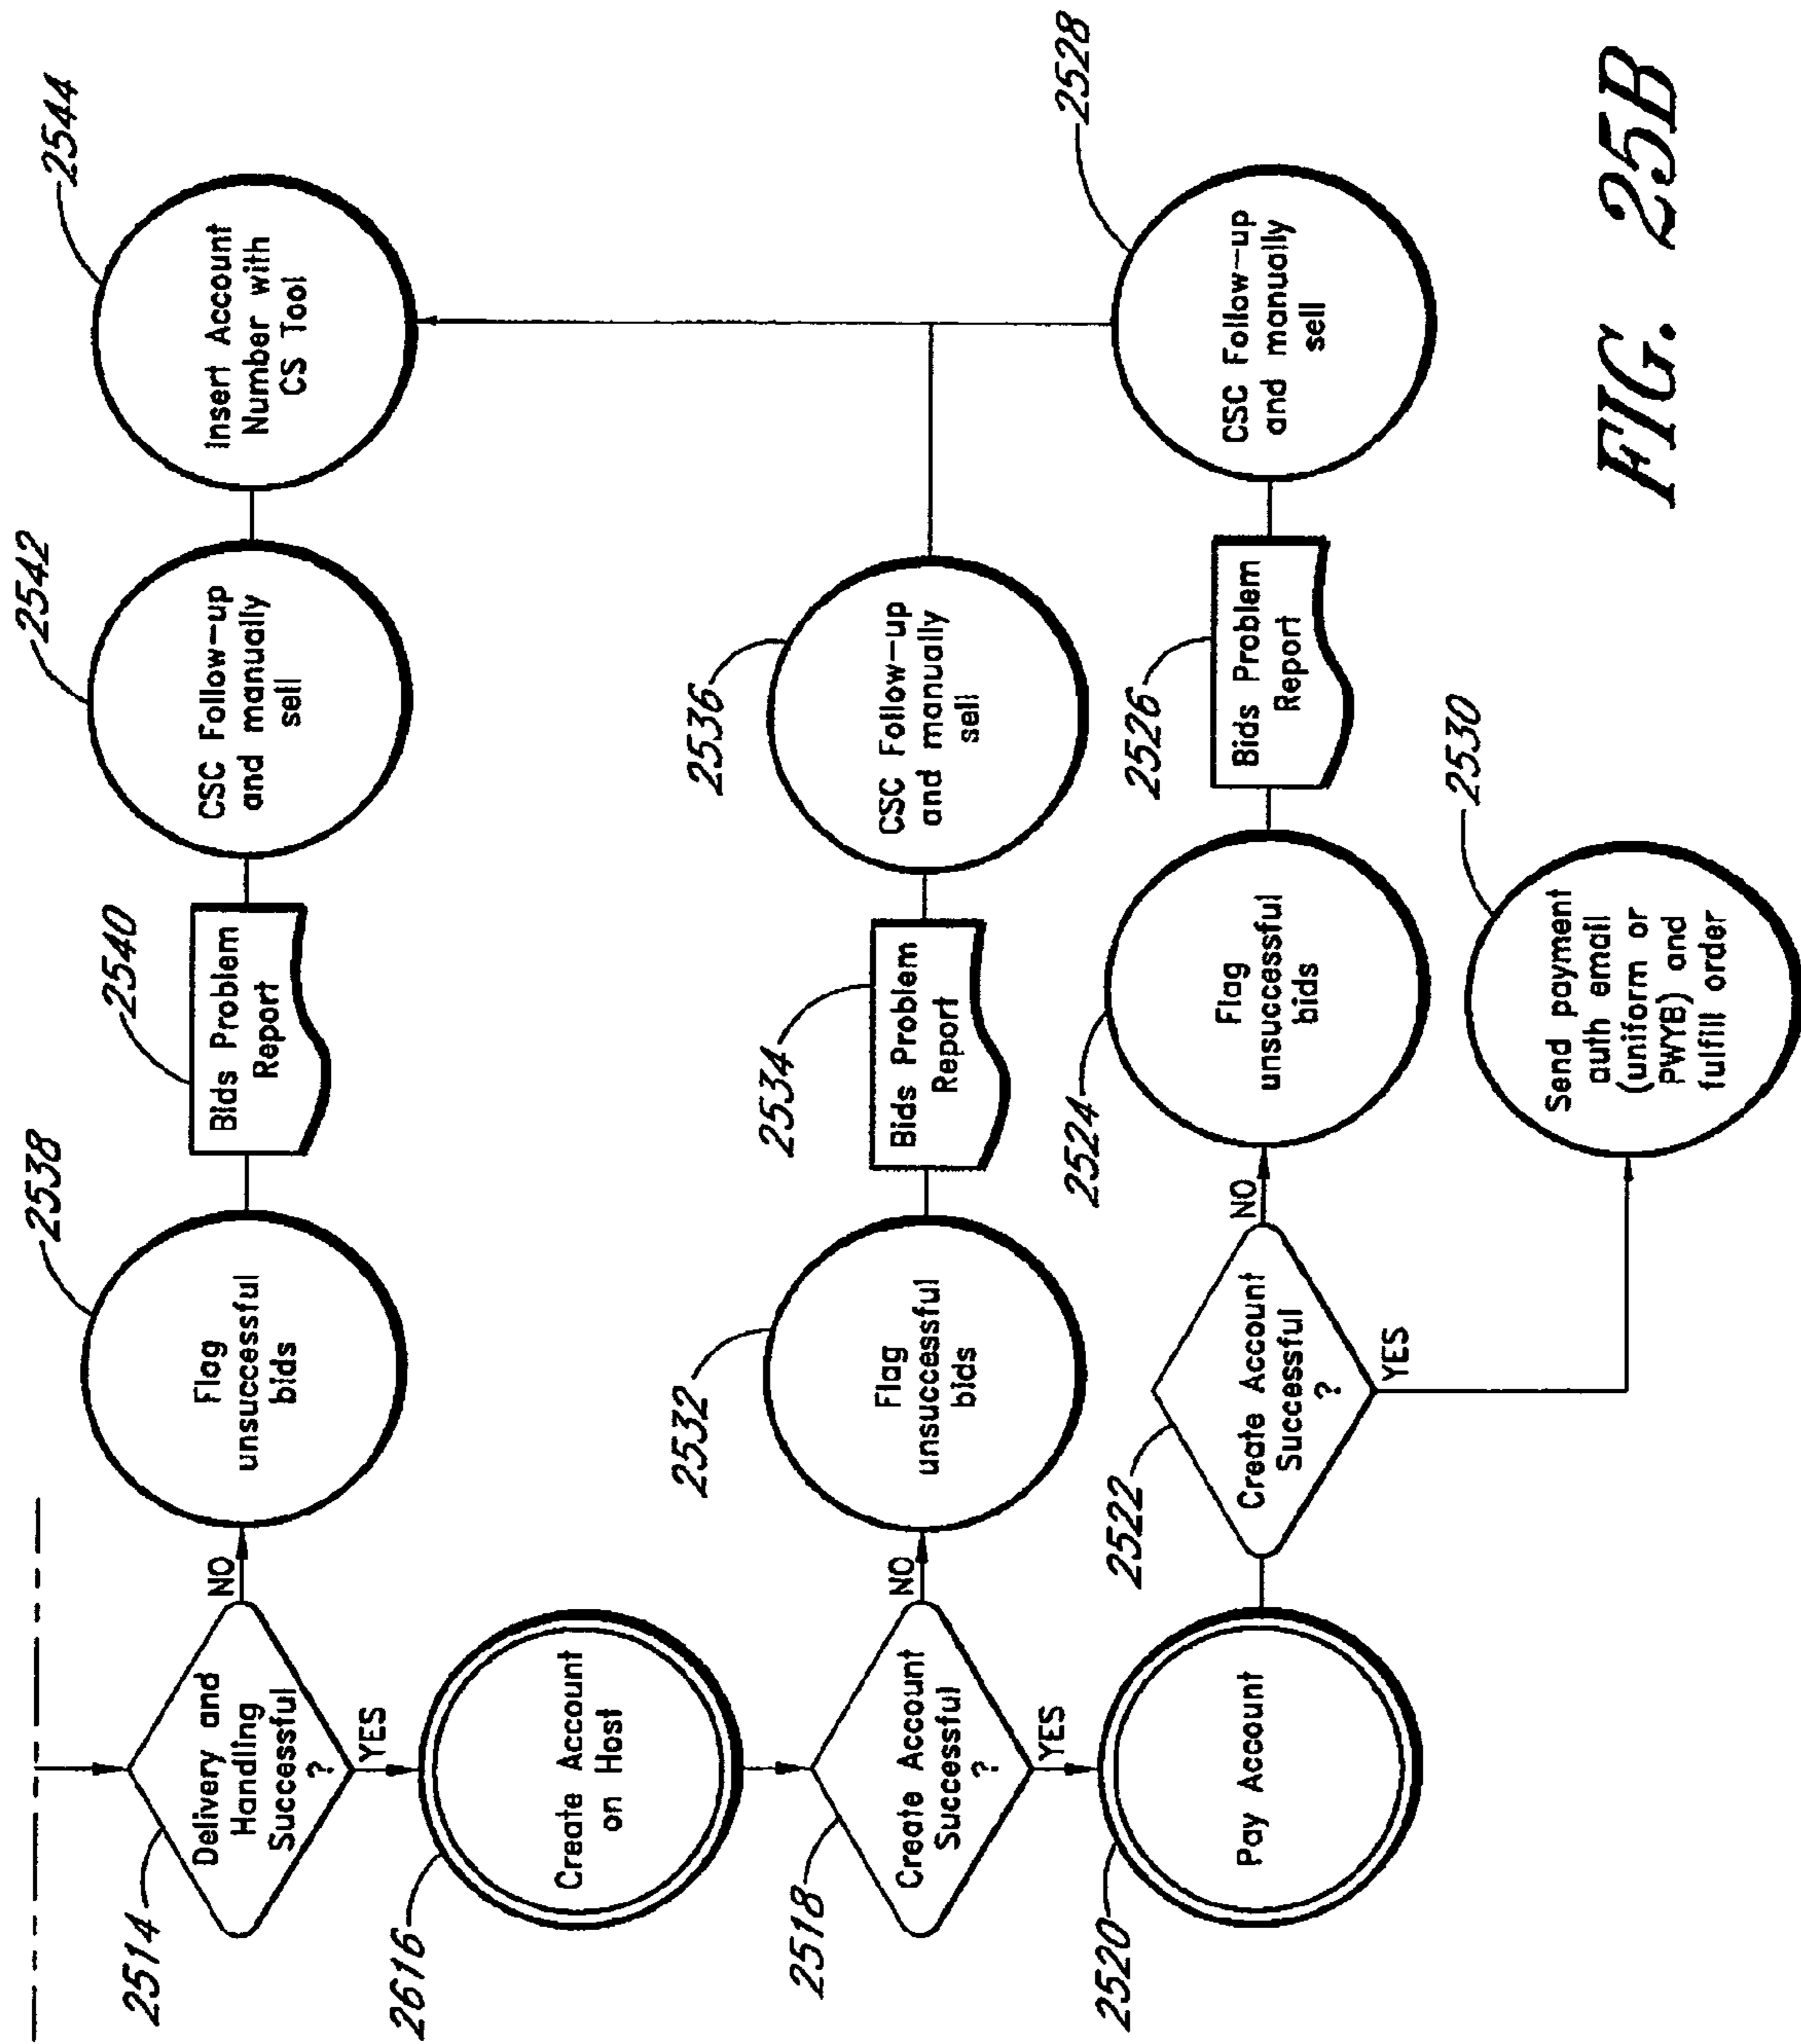 2514
Delivery and
Handling
Successful
?
NO
YES
2538
Flag
unsuccessful
bids
2540
Bids Problem
Report
2542
CSC Follow-up
and manually
sell
2544
Insert Account
Number with
CS Tool
2616
Create Account
on Host
2518
Create Account
Successful
?
NO
YES
2532
Flag
unsuccessful
bids
2534
Bids Problem
Report
2536
CSC Follow-up
and manually
sell
2520
Pay Account
2522
Create Account
Successful
?
NO
YES
2524
Flag
unsuccessful
bids
2526
Bids Problem
Report
2528
CSC Follow-up
and manually
sell
2530
Send payment
auth email
(uniform or
PWYB) and
fulfill order
FIG. 25B